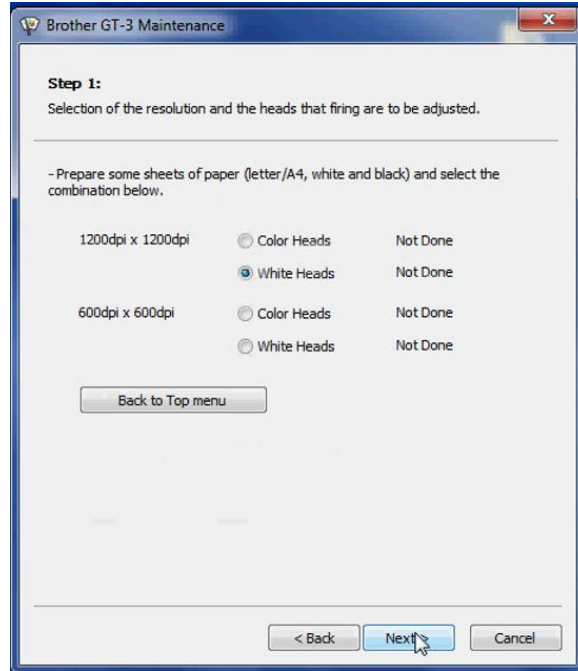 Brother GT-3 Maintenance
Step 1:
Selection of the resolution and the heads that firing are to be adjusted.
-Prepare some sheets of paper (letter/A4, white and black) and select the
combination below.
1200dpi x 1200dpi Color Heads Not Done
White Heads Not Done
600dpi x 600dpi Color Heads Not Done
White Heads Not Done
Back to Top menu
< Back Next > Cancel